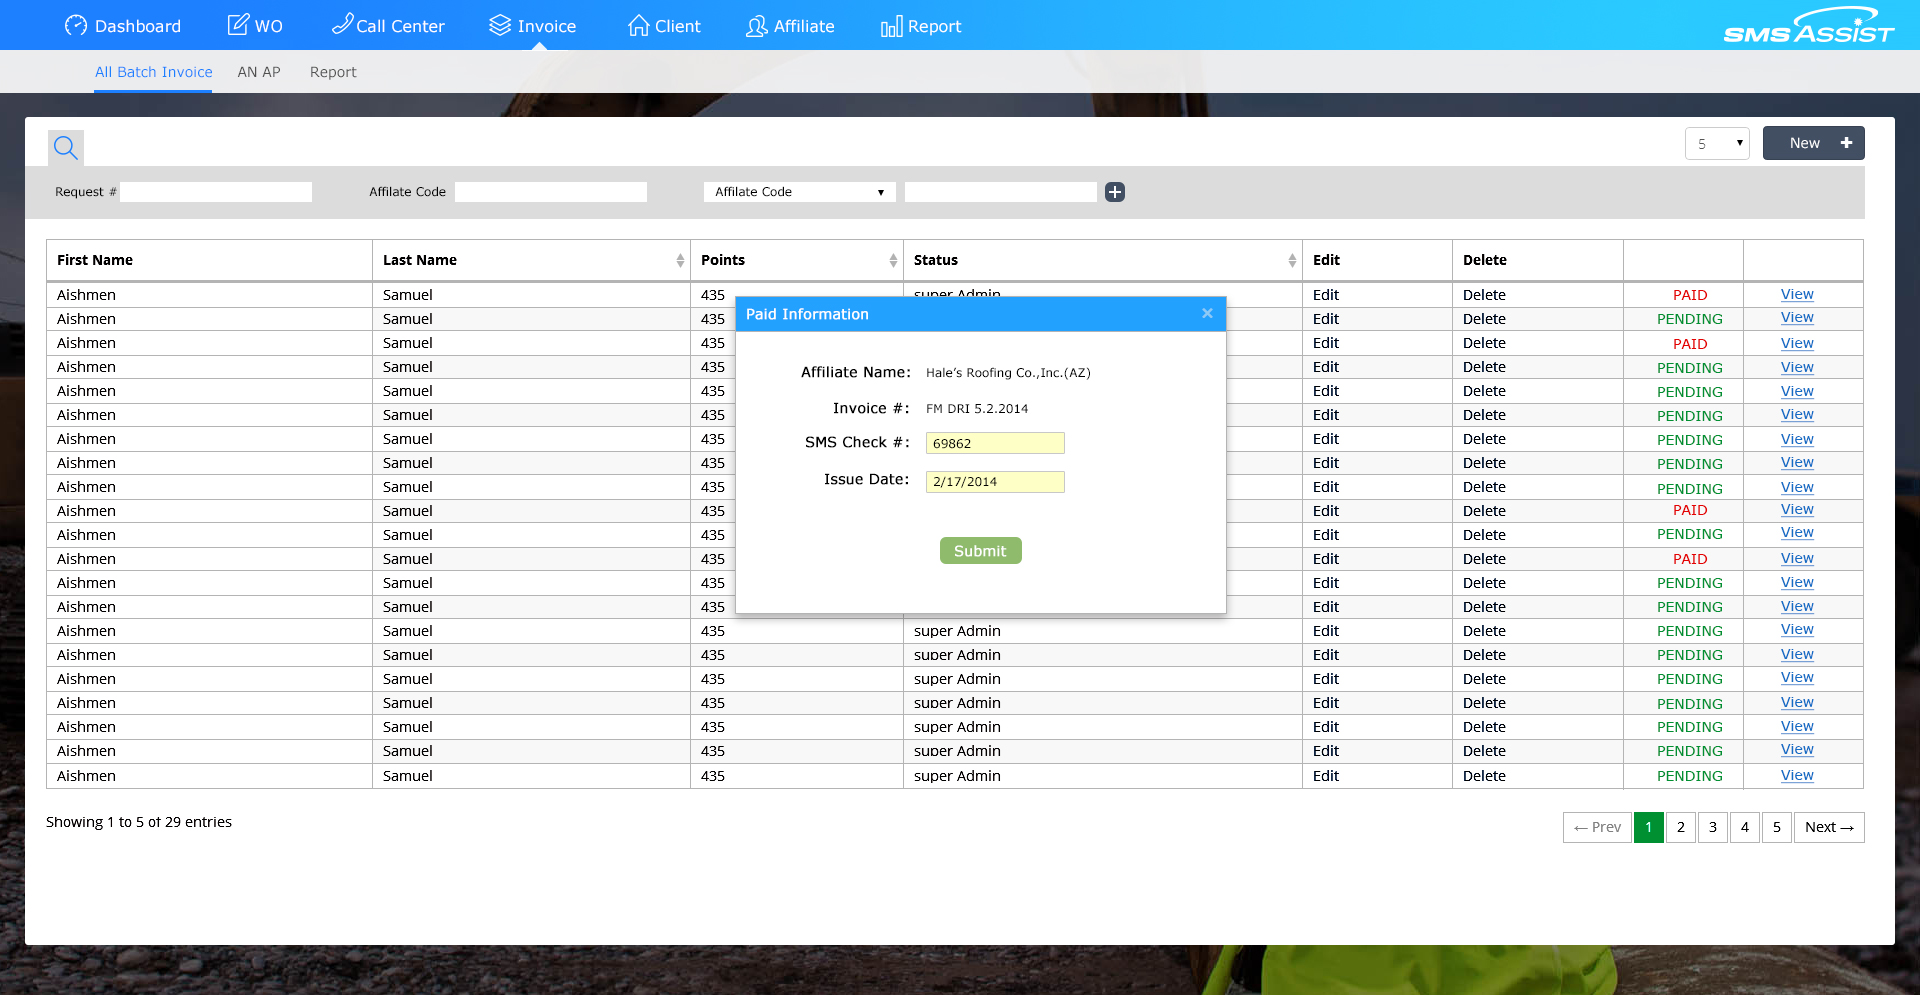 Dashboard WO Call Center Invoice Client Affiliate Report SMS ASSIST
All Batch Invoice AN AP Report
5 New
Request # Affilate Code Affilate Code
First Name Last Name Points Status Edit Delete
Aishmen Samuel 435 super Admin Edit Delete PAID View
Aishmen Samuel 435 Edit Delete PENDING View
Aishmen Samuel 435 Edit Delete PAID View
Aishmen Samuel 435 Edit Delete PENDING View
Aishmen Samuel 435 Edit Delete PENDING View
Aishmen Samuel 435 Edit Delete PENDING View
Aishmen Samuel 435 Edit Delete PENDING View
Aishmen Samuel 435 Edit Delete PENDING View
Aishmen Samuel 435 Edit Delete PENDING View
Aishmen Samuel 435 Edit Delete PAID View
Aishmen Samuel 435 Edit Delete PENDING View
Aishmen Samuel 435 Edit Delete PAID View
Aishmen Samuel 435 Edit Delete PENDING View
Aishmen Samuel 435 Edit Delete PENDING View
Aishmen Samuel 435 super Admin Edit Delete PENDING View
Aishmen Samuel 435 super Admin Edit Delete PENDING View
Aishmen Samuel 435 super Admin Edit Delete PENDING View
Aishmen Samuel 435 super Admin Edit Delete PENDING View
Aishmen Samuel 435 super Admin Edit Delete PENDING View
Aishmen Samuel 435 super Admin Edit Delete PENDING View
Aishmen Samuel 435 super Admin Edit Delete PENDING View
Paid Information
Affiliate Name: Hale's Roofing Co.,Inc.(AZ)
Invoice #: FM DRI 5.2.2014
SMS Check #: 69862
Issue Date: 2/17/2014
Submit
Showing 1 to 5 of 29 entries
← Prev 1 2 3 4 5 Next →